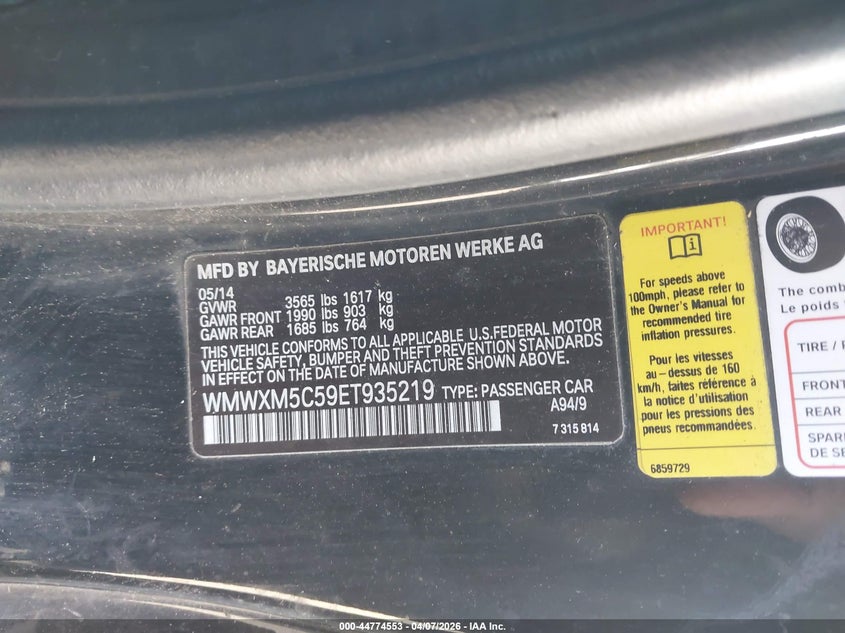 MFD BY BAYERISCHE MOTOREN WERKE AG
05/14
GVWR 3565 lbs 1617 kg
GAWR FRONT 1990 lbs 903 kg
GAWR REAR 1685 lbs 764 kg
THIS VEHICLE CONFORMS TO ALL APPLICABLE U.S.FEDERAL MOTOR
VEHICLE SAFETY, BUMPER AND THEFT PREVENTION STANDARDS
IN EFFECT ON THE DATE OF MANUFACTURE SHOWN ABOVE.
WMWXM5C59ET935219 TYPE: PASSENGER CAR
A94/9
7 315 814
IMPORTANT!
For speeds above
100mph, please refer to
the Owner's Manual for
recommended tire
inflation pressures.
Pour les vitesses
au – dessus de 160
km/h, faites référence à
la Guide de l'Auteur
pour les pressions des
pneus recommandées.
6859729
The comb
Le poids
TIRE /
FRONT
REAR
SPARE
DE SE
000-44774553 - 04/07/2026 - IAA Inc.